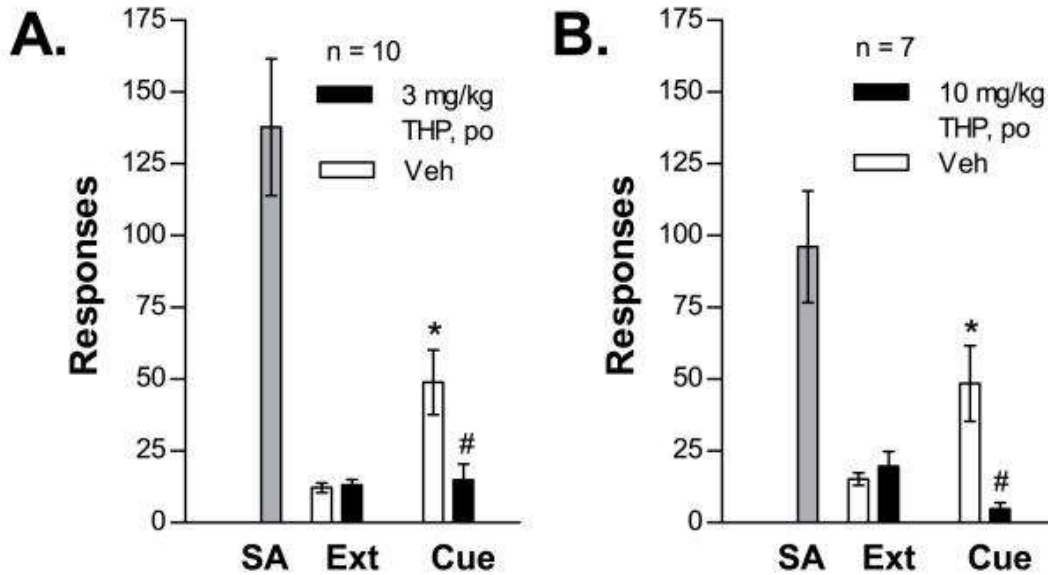 A.
Responses
175
150
125
100
75
50
25
0
n = 10
3 mg/kg
THP, po
Veh
*
#
SA Ext Cue
B.
Responses
175
150
125
100
75
50
25
0
n = 7
10 mg/kg
THP, po
Veh
*
#
SA Ext Cue